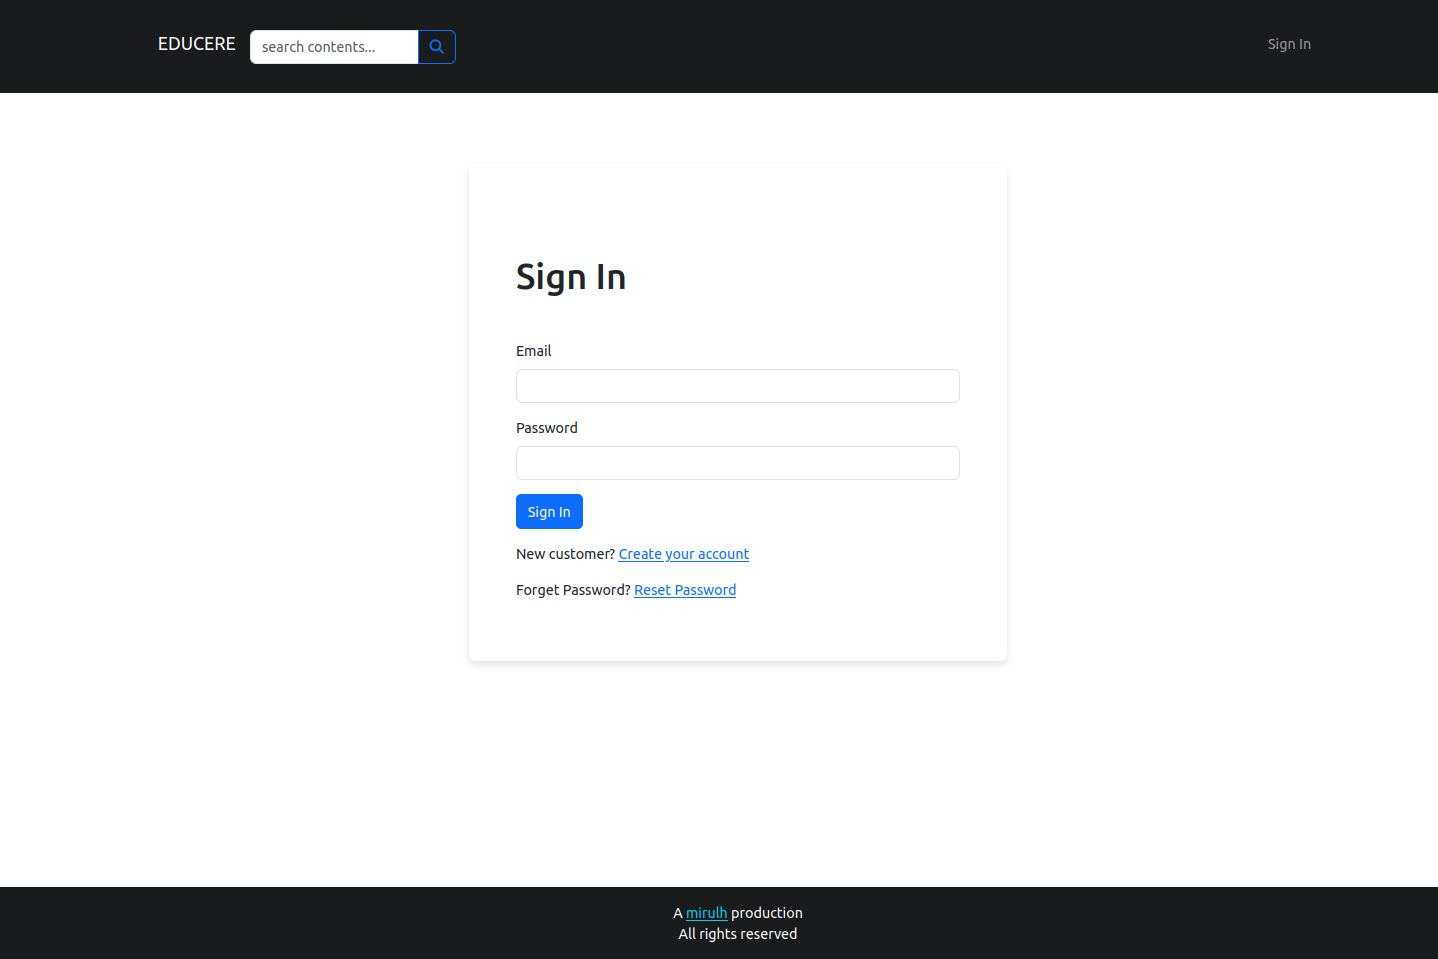 EDUCERE
search contents...
Sign In
Sign In
Email
Password
Sign In
New customer? Create your account
Forget Password? Reset Password
A mirulh production
All rights reserved